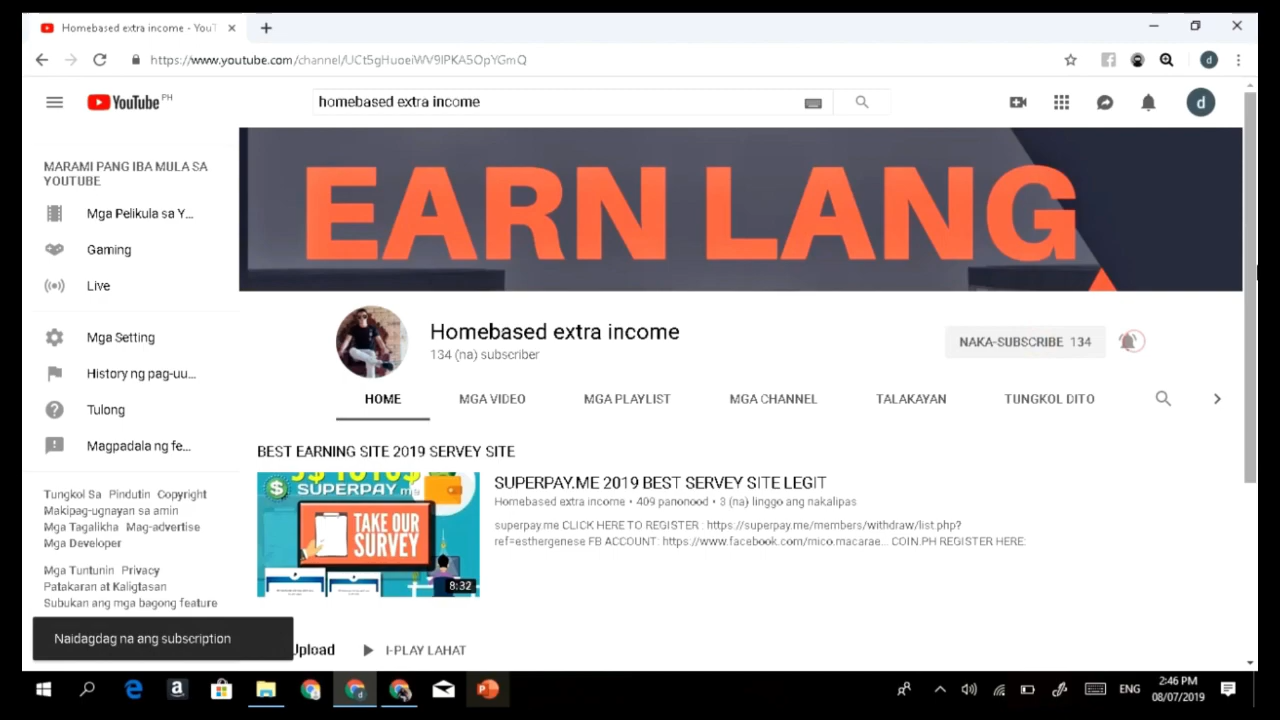 Homebased extra income - YouT
https://www.youtube.com/channel/UCt5gHuoeiWV9IPKA5OpYGmQ
YouTube PH
homebased extra income
d
MARAMI PANG IBA MULA SA
YOUTUBE
Mga Pelikula sa Y...
Gaming
Live
Mga Setting
History ng pag-uu...
Tulong
Magpadala ng fe...
Tungkol Sa Pindutin Copyright
Makipag-ugnayan sa amin
Mga Tagalikha Mag-advertise
Mga Developer
Mga Tuntunin Privacy
Patakaran at Kaligtasan
Subukan ang mga bagong feature
Naidagdag na ang subscription
EARN LANG
Homebased extra income
134 (na) subscriber
NAKA-SUBSCRIBE 134
HOME
MGA VIDEO
MGA PLAYLIST
MGA CHANNEL
TALAKAYAN
TUNGKOL DITO
BEST EARNING SITE 2019 SERVEY SITE
SUPERPAY.me
TAKE OUR
SURVEY
8:32
SUPERPAY.ME 2019 BEST SERVEY SITE LEGIT
Homebased extra income • 409 panonood • 3 (na) linggo ang nakalipas
superpay.me CLICK HERE TO REGISTER : https://superpay.me/members/withdraw/list.php?
ref=esthergenese FB ACCOUNT: https://www.facebook.com/mico.macarae... COIN.PH REGISTER HERE:
Upload
I-PLAY LAHAT
ENG
2:46 PM
08/07/2019